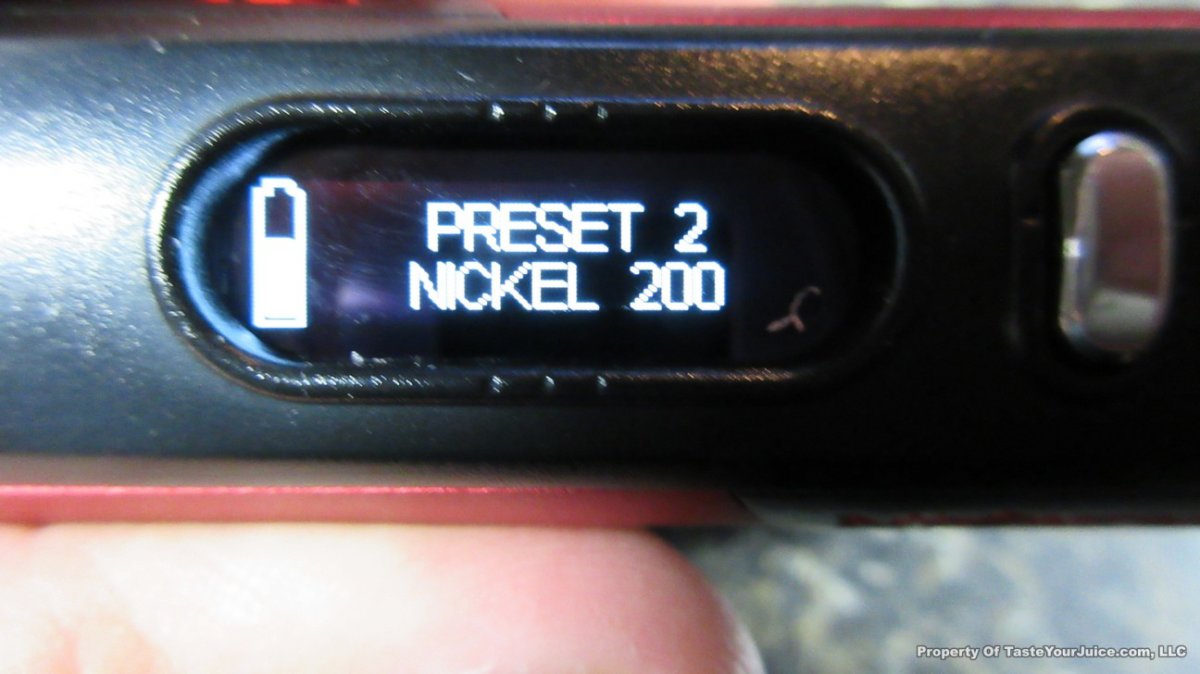 PRESET 2
NICKEL 200
Property Of TasteYourJuice.com, LLC